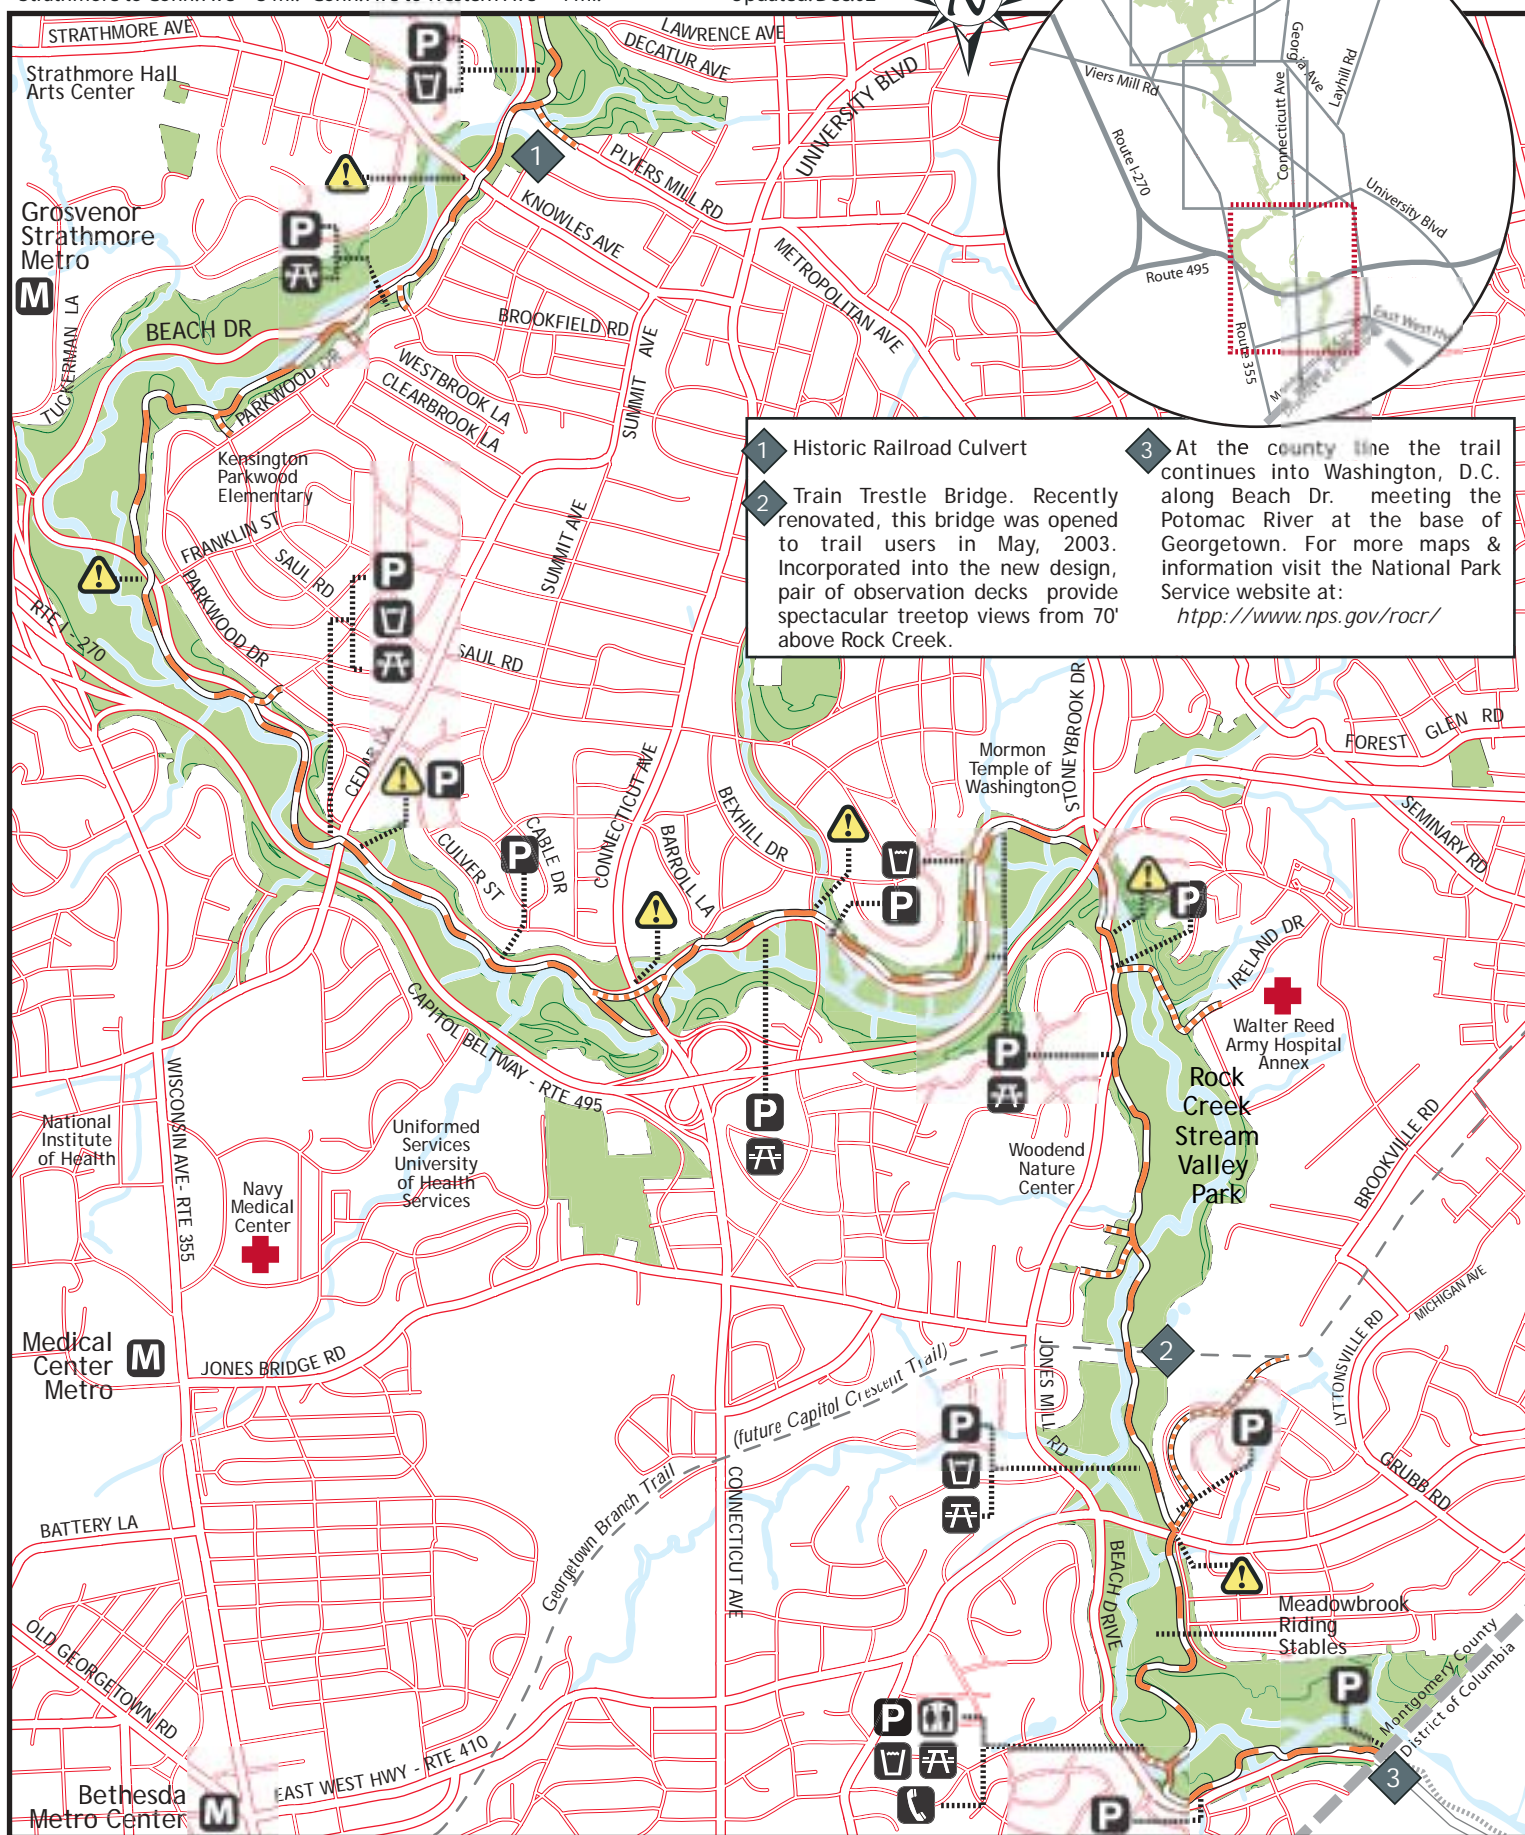 STRATHMORE AVE
Strathmore Hall
Arts Center
LAWRENCE AVE
DECATUR AVE
UNIVERSITY BLVD
N
Viers Mill Rd
Georgia Ave
Layhill Rd
Connecticutt Ave
Route I-270
University Blvd
Route 495
Route 355
East West Hwy
P
1
PLYERS MILL RD
KNOWLES AVE
METROPOLITAN AVE
Grosvenor
Strathmore
Metro
M
P
TUCKERMAN LA
BEACH DR
BROOKFIELD RD
SUMMIT AVE
WESTBROOK LA
CLEARBROOK LA
PARKWOOD DR
Kensington
Parkwood
Elementary
1 Historic Railroad Culvert
2 Train Trestle Bridge. Recently
renovated, this bridge was opened
to trail users in May, 2003.
Incorporated into the new design,
pair of observation decks provide
spectacular treetop views from 70'
above Rock Creek.
3 At the county line the trail
continues into Washington, D.C.
along Beach Dr. meeting the
Potomac River at the base of
Georgetown. For more maps &
information visit the National Park
Service website at:
htpp://www.nps.gov/rocr/
FRANKLIN ST
SAUL RD
SUMMIT AVE
P
PARKWOOD DR
RTE I - 270
SAUL RD
STONEYBROOK DR
FOREST GLEN RD
Mormon
Temple of
Washington
CEDAR LA
P
CONNECTICUT AVE
BEXHILL DR
SEMINARY RD
CULVER ST
P
CABLE DR
BARROLL LA
P
P
IRELAND DR
CAPITOL BELTWAY - RTE 495
Walter Reed
Army Hospital
Annex
P
Rock
Creek
Stream
Valley
Park
WISCONSIN AVE- RTE 355
National
Institute
of Health
Uniformed
Services
University
of Health
Services
P
Woodend
Nature
Center
BROOKVILLE RD
Navy
Medical
Center
MICHIGAN AVE
Medical
Center
Metro
M
JONES BRIDGE RD
2
JONES MILL RD
LYTTONSVILLE RD
(future Capitol Crescent Trail)
P
P
Georgetown Branch Trail
CONNECTICUT AVE
GRUBB RD
BATTERY LA
BEACH DRIVE
Meadowbrook
Riding
Stables
OLD GEORGETOWN RD
Montgomery County
District of Columbia
P
P
EAST WEST HWY - RTE 410
3
Bethesda
Metro Center
M
P